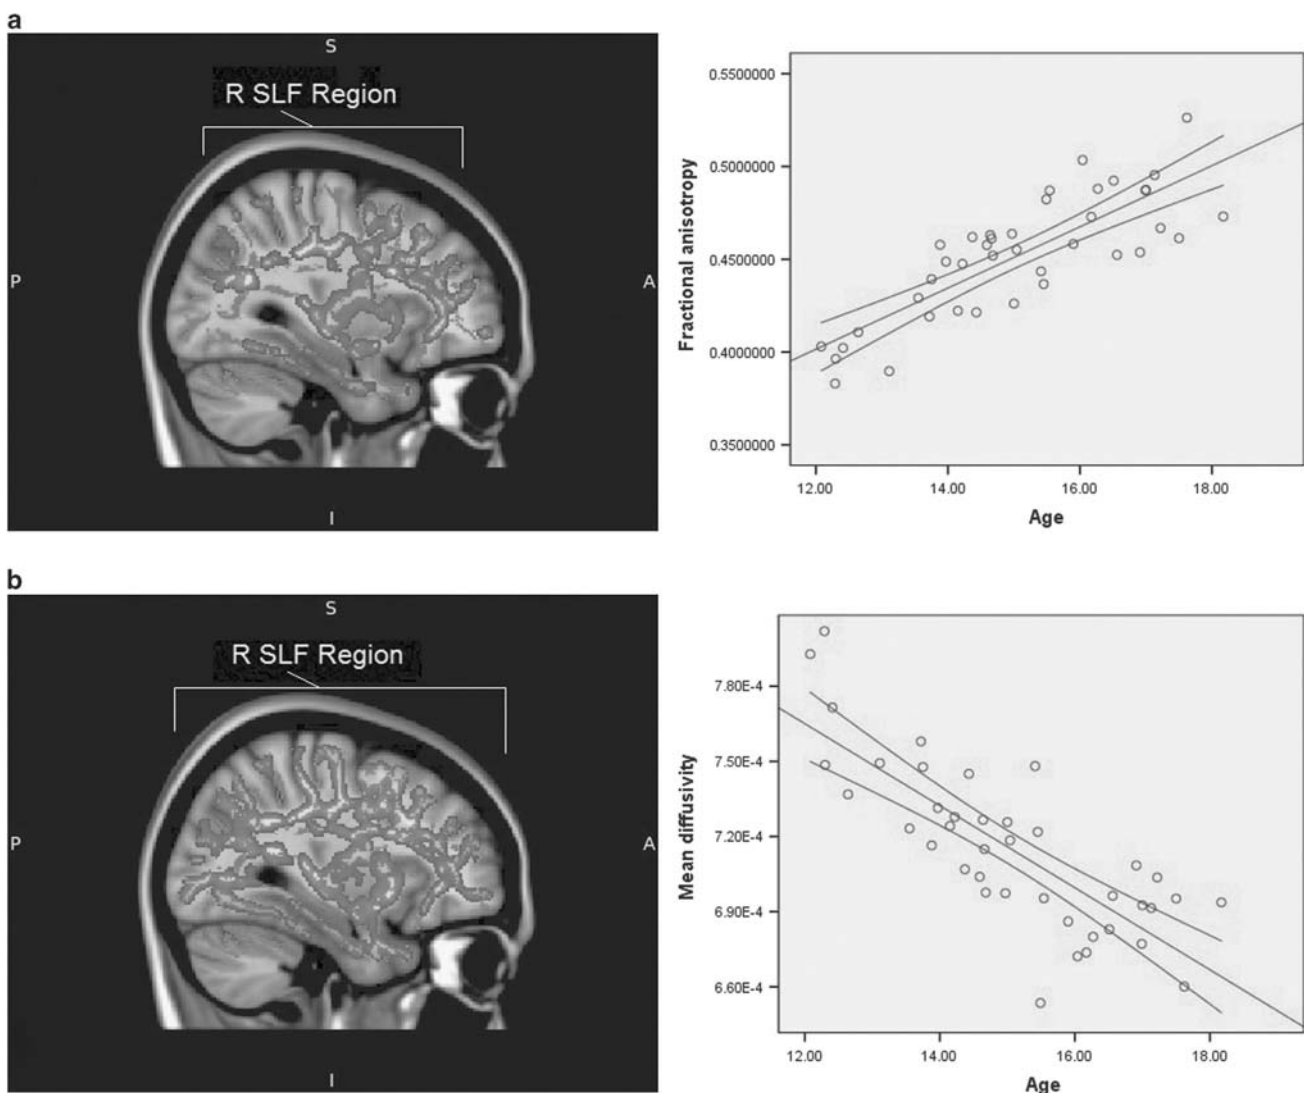 a
S
R SLF Region
P
A
I
0.5500000
0.5000000
0.4500000
0.4000000
0.3500000
Fractional anisotropy
12.00 14.00 16.00 18.00
Age
b
S
R SLF Region
P
A
I
7.80E-4
7.50E-4
7.20E-4
6.90E-4
6.60E-4
Mean diffusivity
12.00 14.00 16.00 18.00
Age